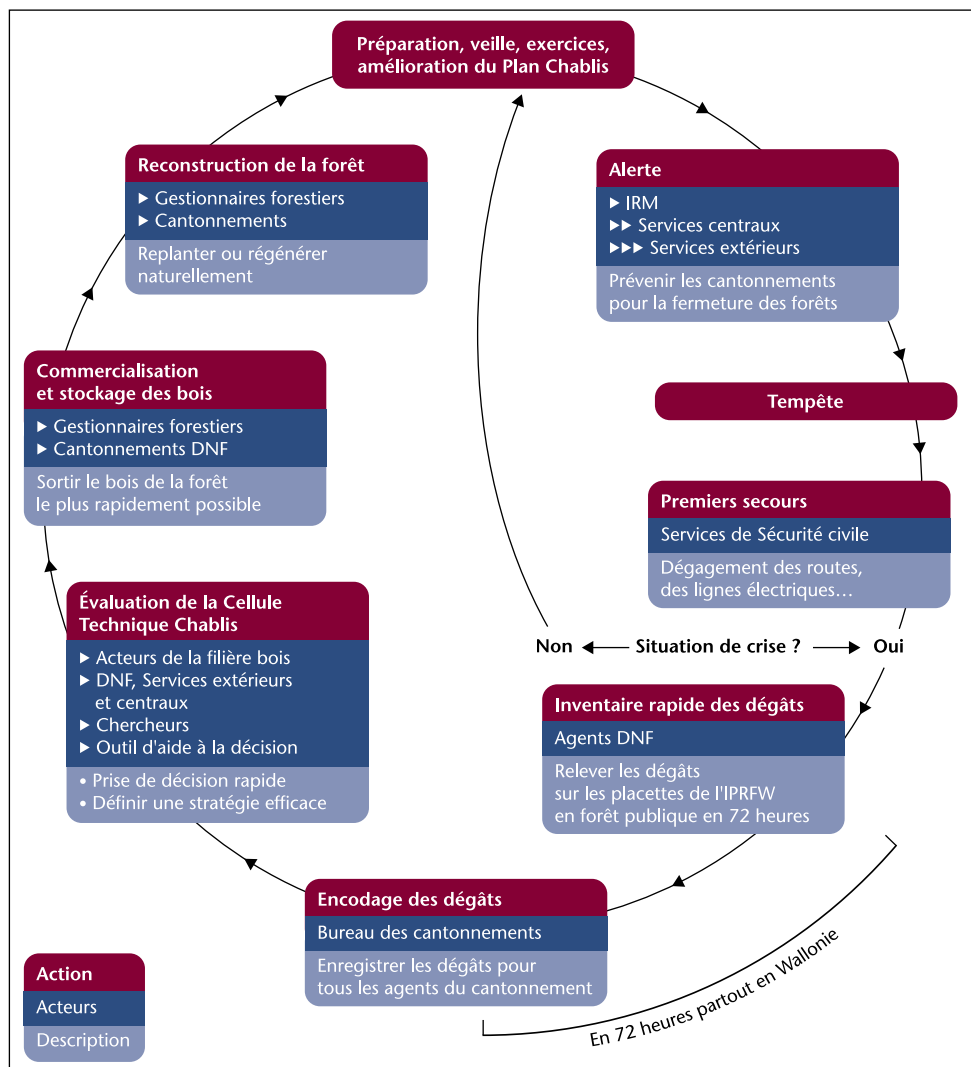 Préparation, veille, exercices,
amélioration du Plan Chablis
Alerte
▶ IRM
▶▶ Services centraux
▶▶▶ Services extérieurs
Prévenir les cantonnements
pour la fermeture des forêts
Tempête
Premiers secours
Services de Sécurité civile
Dégagement des routes,
des lignes électriques…
Non Situation de crise ? Oui
Inventaire rapide des dégâts
Agents DNF
Relever les dégâts
sur les placettes de l'IPRFW
en forêt publique en 72 heures
En 72 heures partout en Wallonie
Encodage des dégâts
Bureau des cantonnements
Enregistrer les dégâts pour
tous les agents du cantonnement
Évaluation de la Cellule
Technique Chablis
▶ Acteurs de la filière bois
▶ DNF, Services extérieurs
et centraux
▶ Chercheurs
▶ Outil d'aide à la décision
• Prise de décision rapide
• Définir une stratégie efficace
Commercialisation
et stockage des bois
▶ Gestionnaires forestiers
▶ Cantonnements DNF
Sortir le bois de la forêt
le plus rapidement possible
Reconstruction de la forêt
▶ Gestionnaires forestiers
▶ Cantonnements
Replanter ou régénérer
naturellement
Action
Acteurs
Description